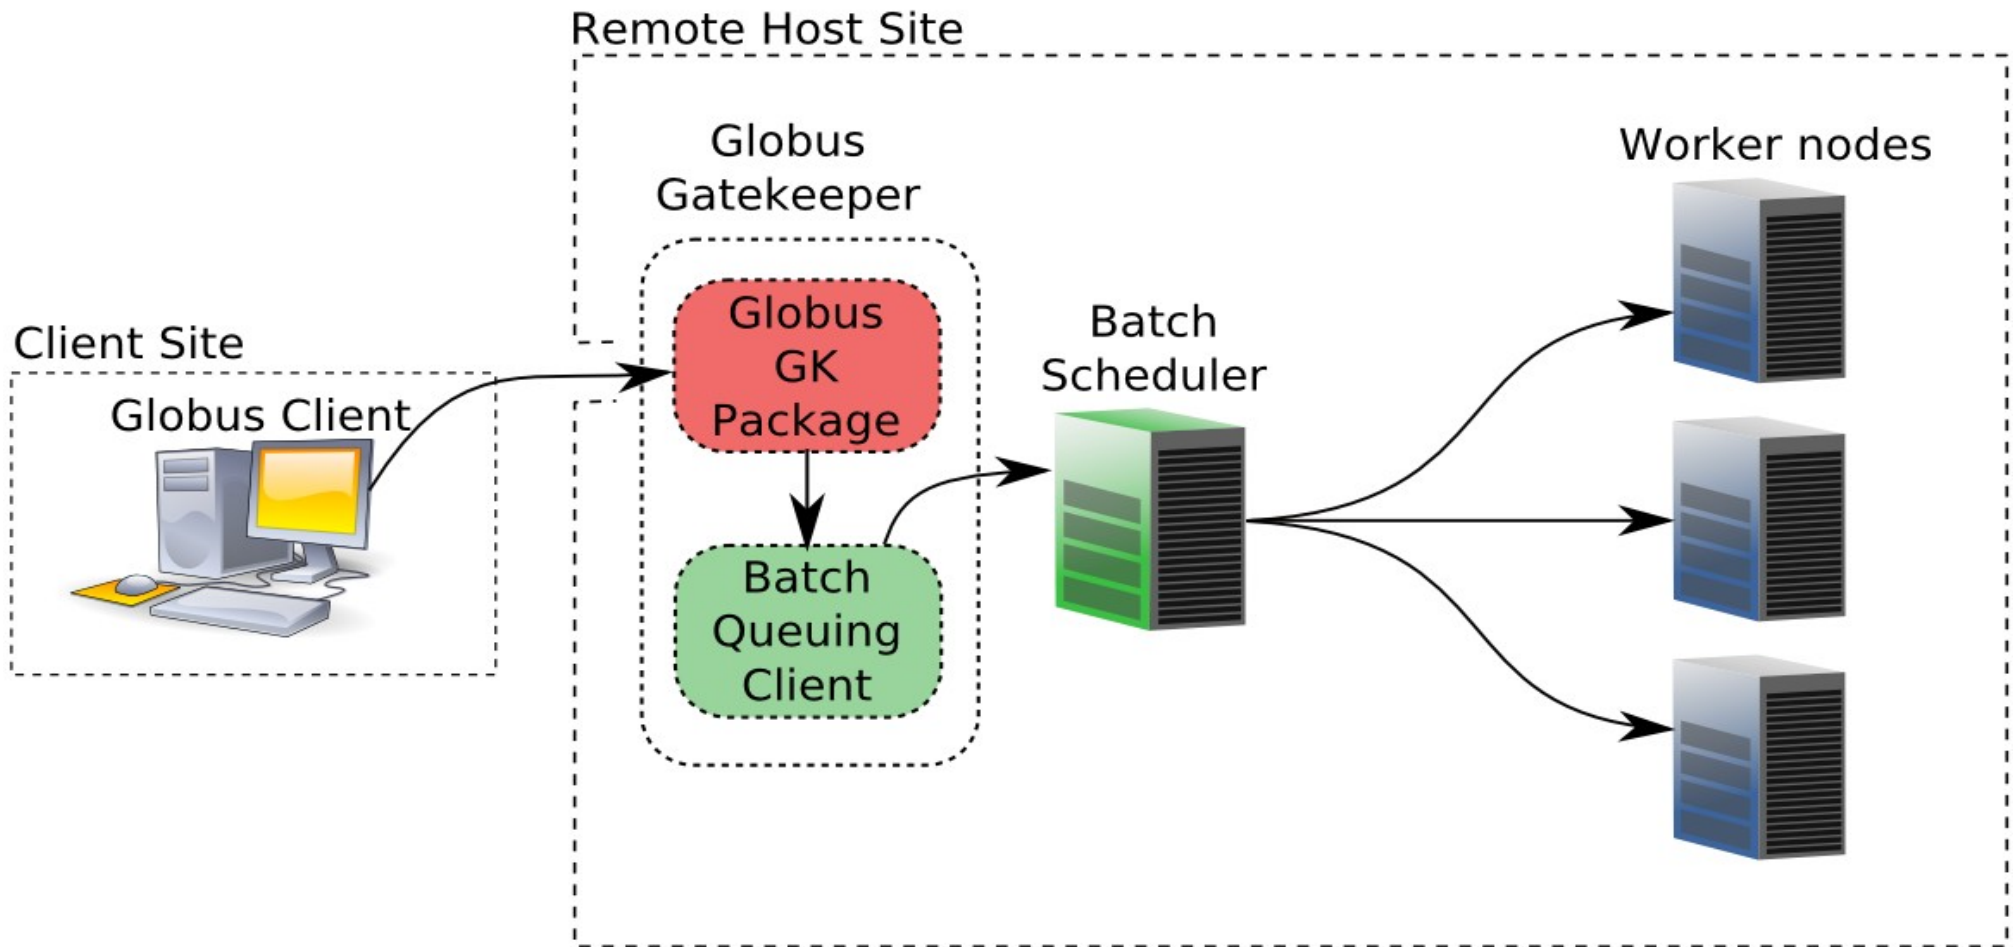 Remote Host Site
Globus
Gatekeeper
Worker nodes
Globus
GK
Package
Batch
Scheduler
Client Site
Globus Client
Batch
Queuing
Client